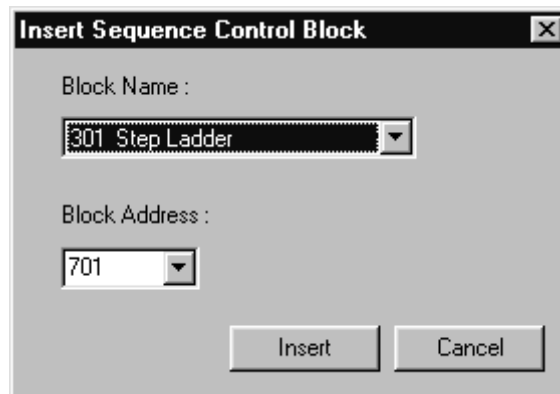 Insert Sequence Control Block
Block Name :
301 Step Ladder
Block Address :
701
Insert Cancel